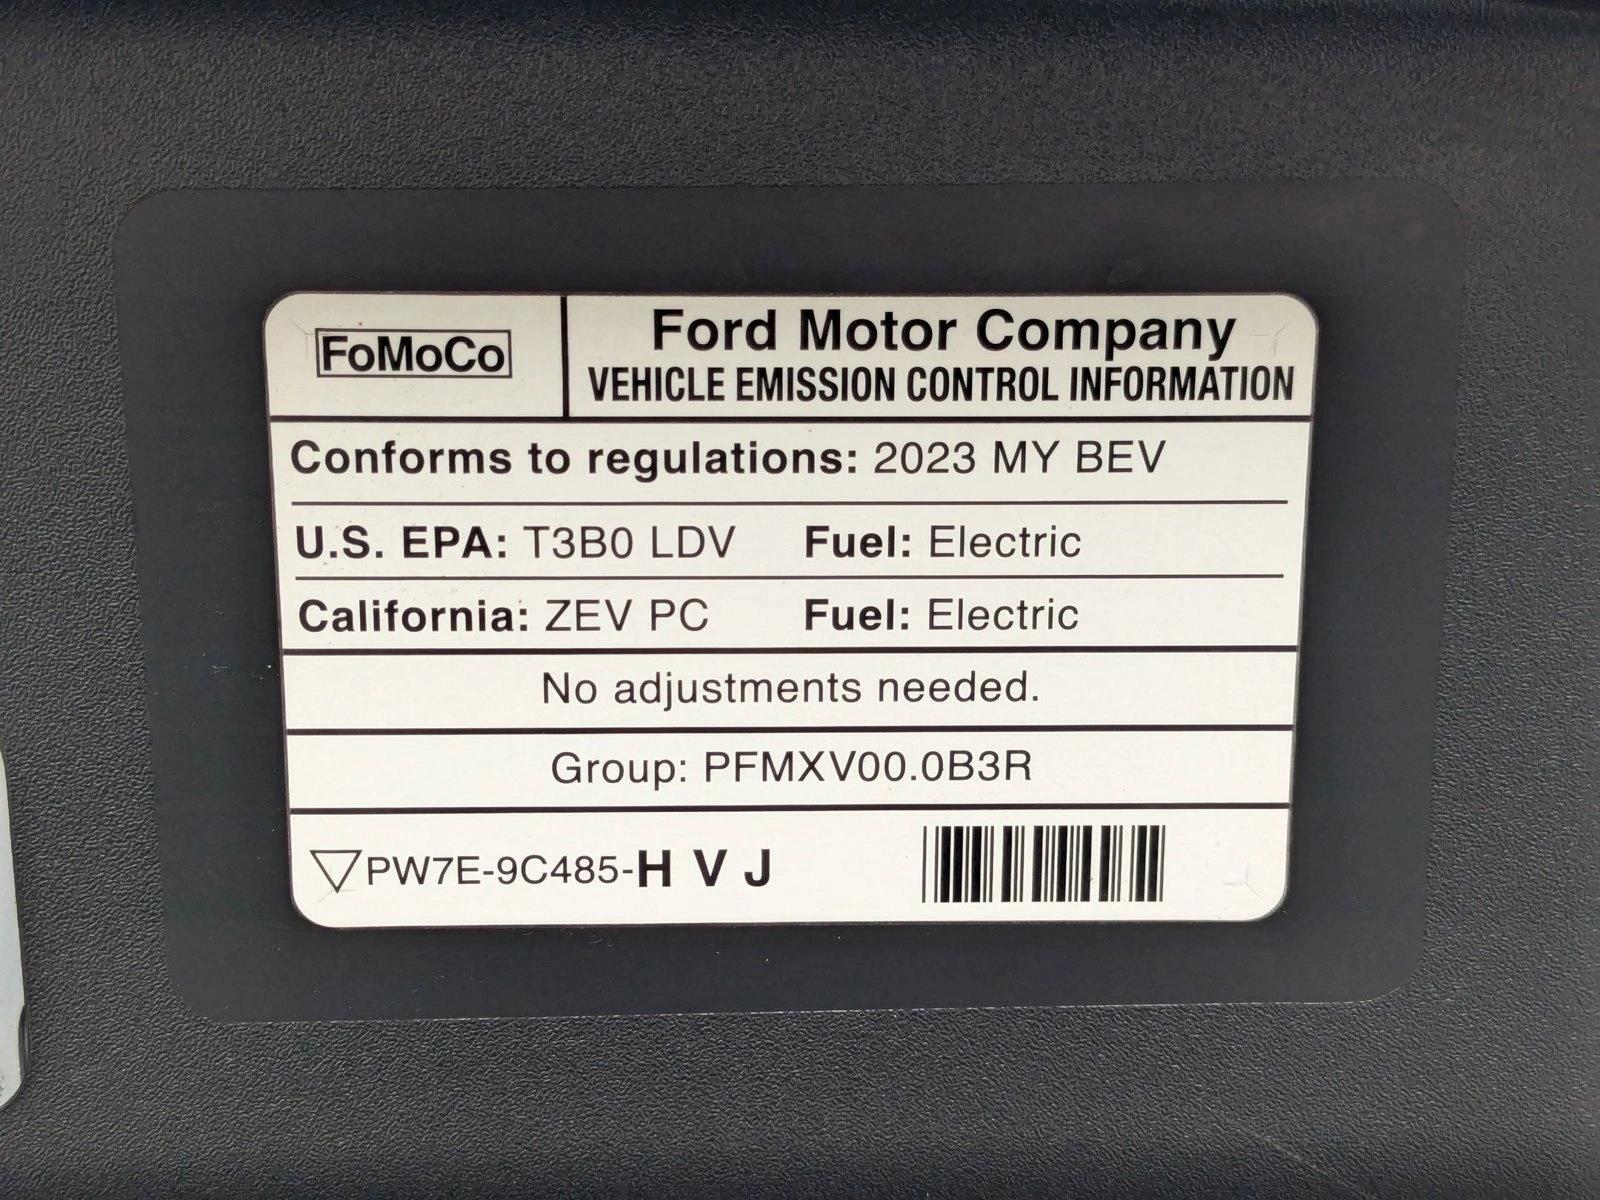 FoMoCo
Ford Motor Company
VEHICLE EMISSION CONTROL INFORMATION
Conforms to regulations: 2023 MY BEV
U.S. EPA: T3B0 LDV Fuel: Electric
California: ZEV PC Fuel: Electric
No adjustments needed.
Group: PFMXV00.0B3R
PW7E-9C485-H V J